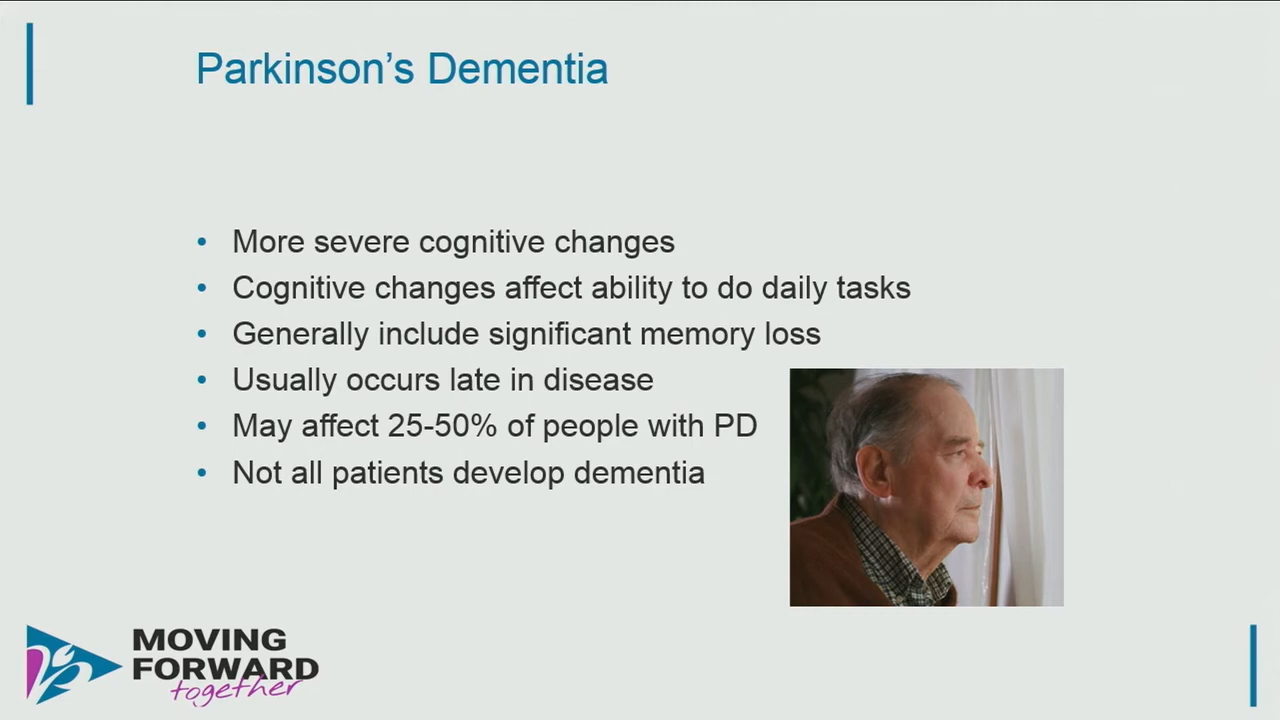 Parkinson’s Dementia
• More severe cognitive changes
• Cognitive changes affect ability to do daily tasks
• Generally include significant memory loss
• Usually occurs late in disease
• May affect 25-50% of people with PD
• Not all patients develop dementia
MOVING
FORWARD
together